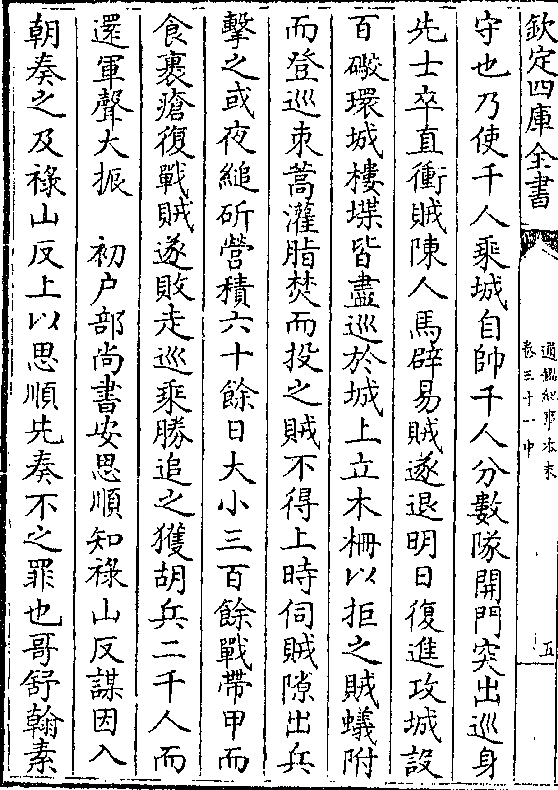 欽定四庫全書
通鑑紀事本末
卷三十一中
五
守也乃使千人乘城自帥千人分數隊開門突出巡身
先士卒直衝賊陳人馬辟易賊遂退明日復進攻城設
百礮環城樓堞皆盡巡於城上立木柵以拒之賊蟻附
而登巡束蒿灌脂焚而投之賊不得上時伺賊隙出兵
擊之或夜縋斫營積六十餘日大小三百餘戰帶甲而
食裹瘡復戰賊遂敗走巡乘勝追之獲胡兵二千人而
還軍聲大振　初户部尚書安思順知祿山反謀因入
朝奏之及祿山反上以思順先奏不之罪也哥舒翰素